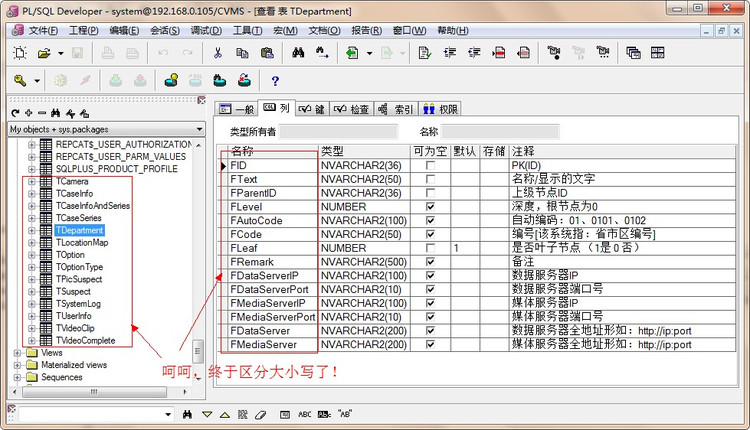 PL/SQL Developer - system@192.168.0.105/CVMS - [查看 表 TDepartment]
文件(F) 工程(P) 编辑(E) 会话(S) 调试(D) 工具(T) 宏(M) 文档(O) 报告(R) 窗口(W) 帮助(H)
My objects + sys.packages
REPCAT$_USER_AUTHORIZATION
REPCAT$_USER_PARM_VALUES
SQLPLUS_PRODUCT_PROFILE
TCamera
TCaseInfo
TCaseInfoAndSeries
TCaseSeries
TDepartment
TLocationMap
TOption
TOptionType
TPicSuspect
TSuspect
TSystemLog
TUserInfo
TVideoClip
TVideoComplete
Views
Materialized views
Sequences
一般 列 键 检查 索引 权限
类型所有者 名称
名称 类型 可为空 默认 存储 注释
FID NVARCHAR2(36) PK(ID)
FText NVARCHAR2(50) 名称/显示的文字
FParentID NVARCHAR2(36) 上级节点ID
FLevel NUMBER 深度，根节点为0
FAutoCode NVARCHAR2(100) 自动编码：01、0101、0102
FCode NVARCHAR2(50) 编号[该系统指：省市区编号]
FLeaf NUMBER 1 是否叶子节点（1是 0 否）
FRemark NVARCHAR2(500) 备注
FDataServerIP NVARCHAR2(100) 数据服务器IP
FDataServerPort NVARCHAR2(10) 数据服务器端口号
FMediaServerIP NVARCHAR2(100) 媒体服务器IP
FMediaServerPort NVARCHAR2(10) 媒体服务器端口号
FDataServer NVARCHAR2(200) 数据服务器全地址形如：http://ip:port
FMediaServer NVARCHAR2(200) 媒体服务器全地址形如：http://ip:port
呵呵，终于区分大小写了！
ABC "AB"